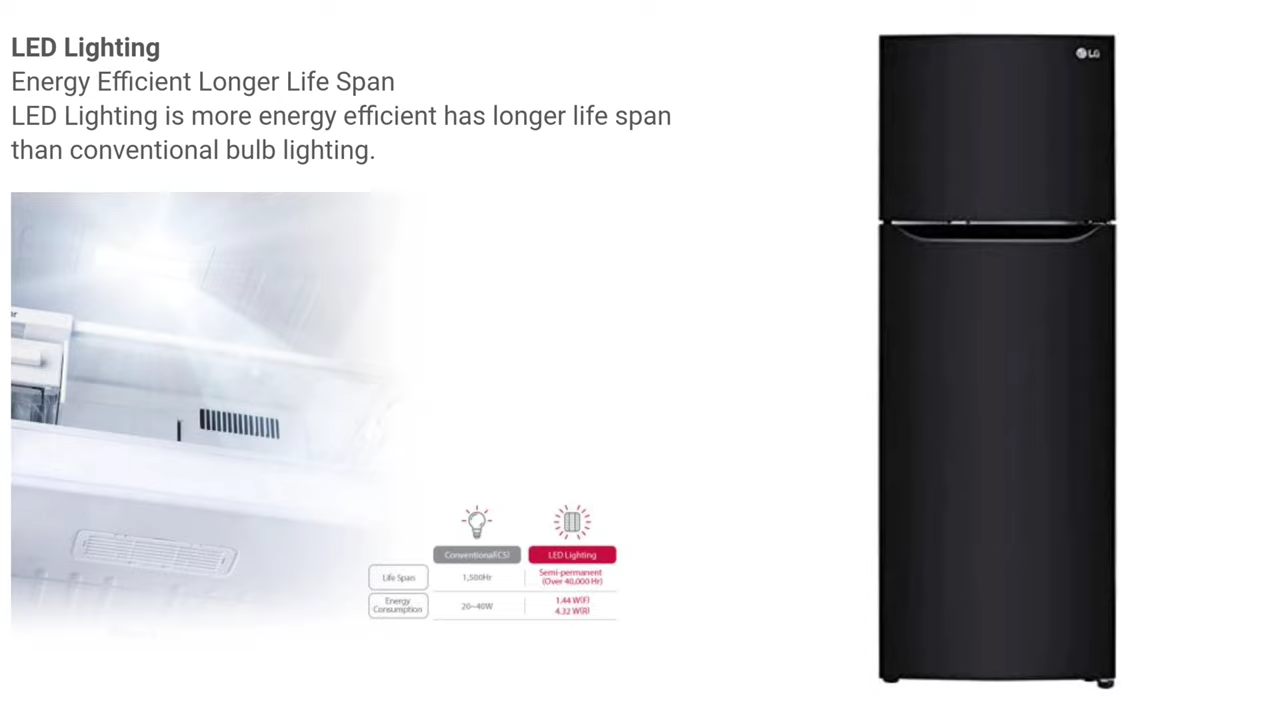 LED Lighting
Energy Efficient Longer Life Span
LED Lighting is more energy efficient has longer life span
than conventional bulb lighting.
LG
Conventional(CS)
LED Lighting
Life Span
1,500Hr
Semi-permanent
(Over 40,000 Hr)
Energy
Consumption
20~40W
1.44 W(F)
4.32 W(R)